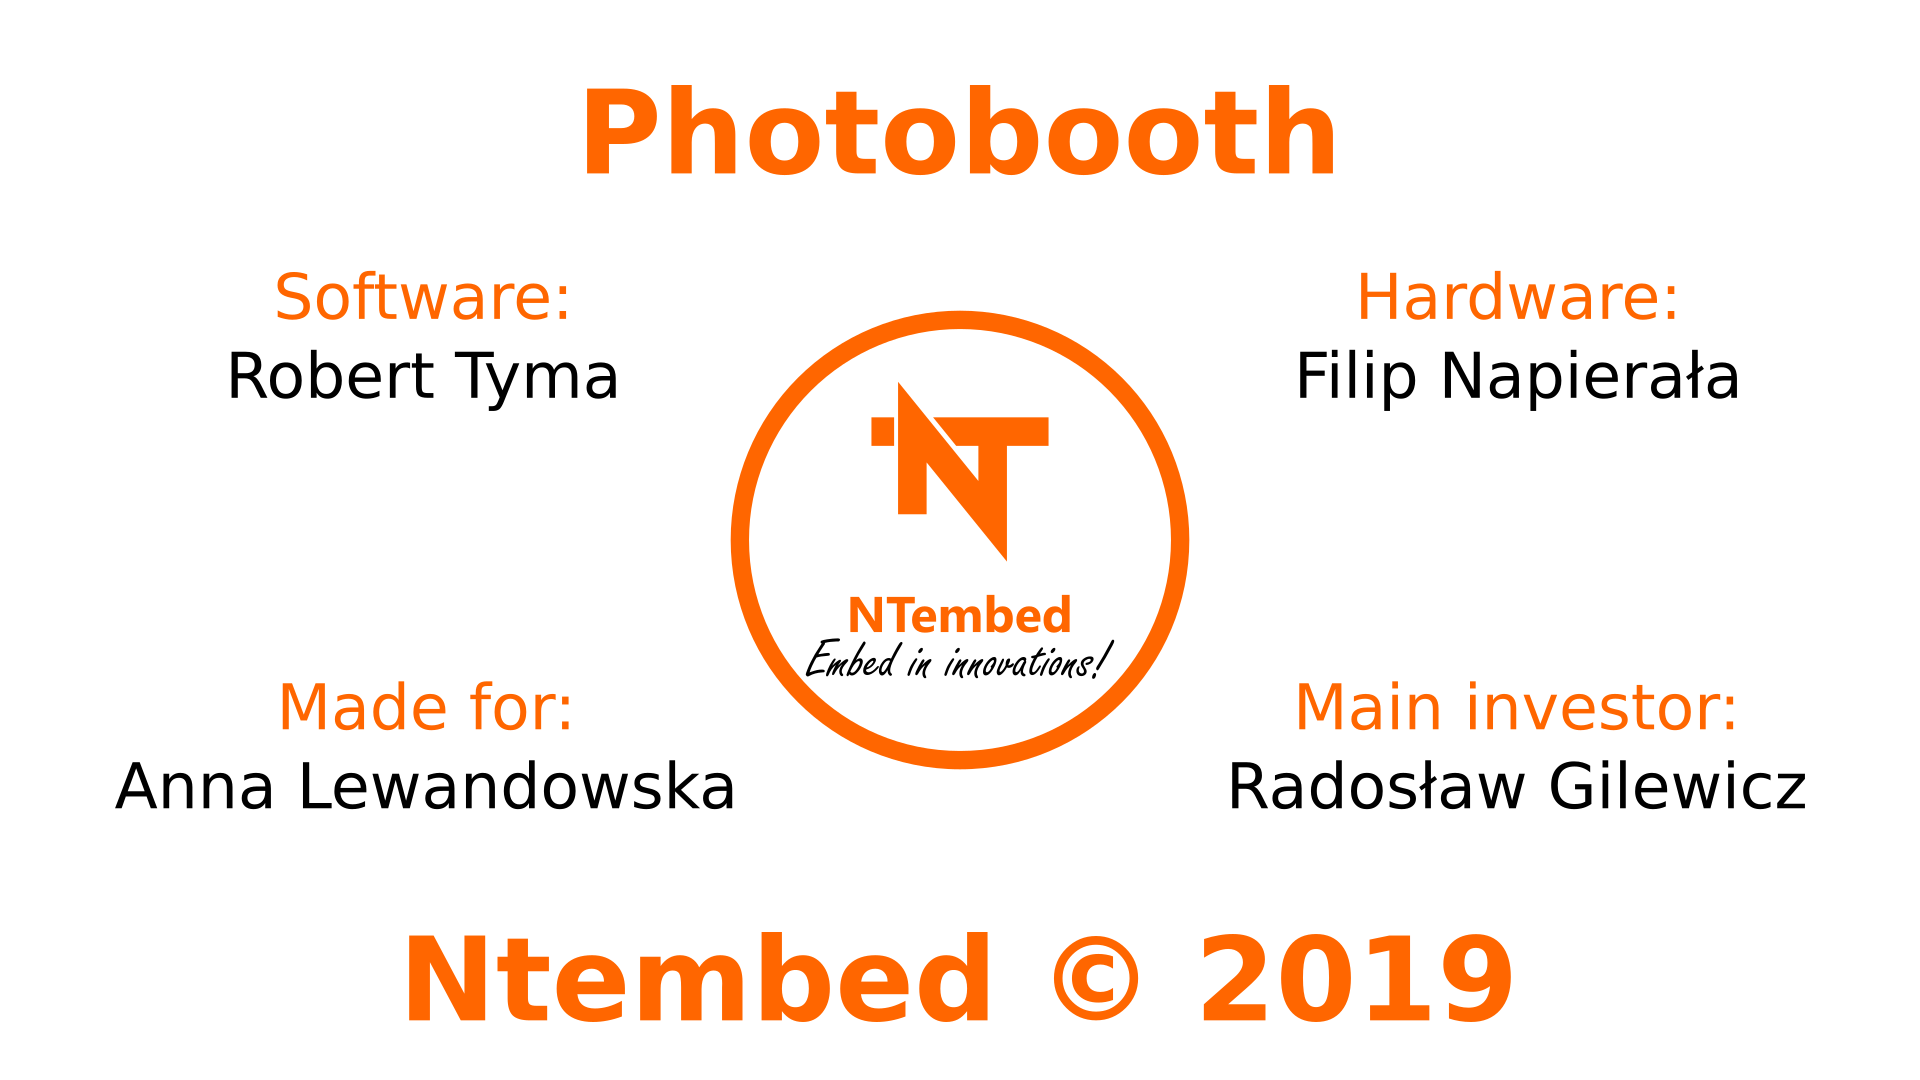 Photobooth
Software:
Robert Tyma
Hardware:
Filip Napierała
NT
NTembed
Embed in innovations!
Made for:
Anna Lewandowska
Main investor:
Radosław Gilewicz
Ntembed © 2019